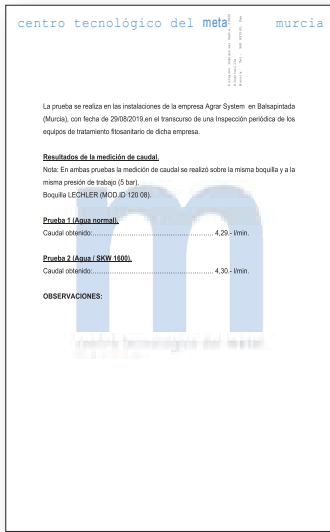 centro tecnológico del metal murcia
La prueba se realiza en las instalaciones de la empresa Agrar System en Balsapintada
(Murcia), con fecha de 29/08/2019,en el transcurso de una Inspección periódica de los
equipos de tratamiento fitosanitario de dicha empresa.
Resultados de la medición de caudal.
Nota: En ambas pruebas la medición de caudal se realizó sobre la misma boquilla y a la
misma presión de trabajo (5 bar).
Boquilla LECHLER (MOD.ID 120 08).
Prueba 1 (Agua normal).
Caudal obtenido:................................................................ 4,29.- l/min.
Prueba 2 (Agua / SKW 1600).
Caudal obtenido:................................................................ 4,30.- l/min.
OBSERVACIONES:
centro tecnológico del metal